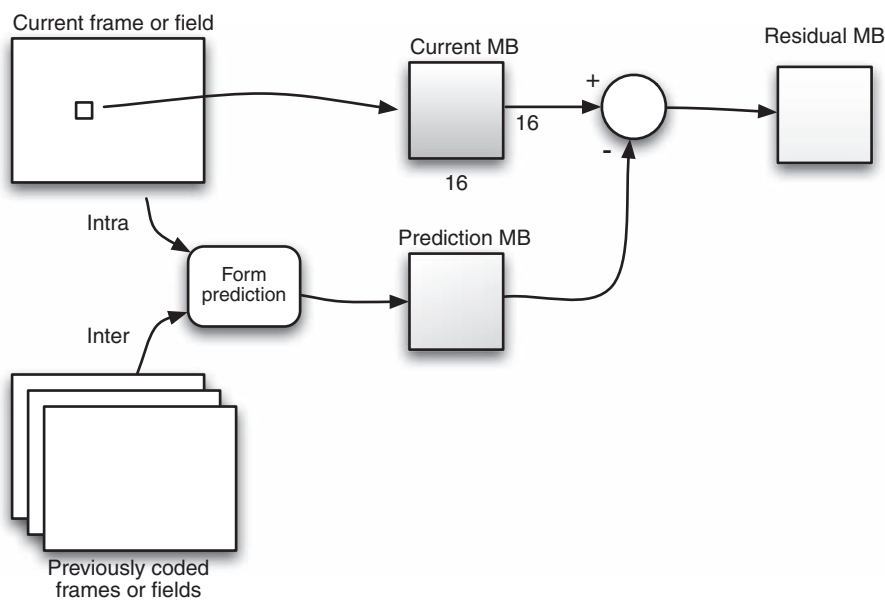 Current frame or field
Current MB
Residual MB
+
16
-
16
Intra
Prediction MB
Form
prediction
Inter
Previously coded
frames or fields